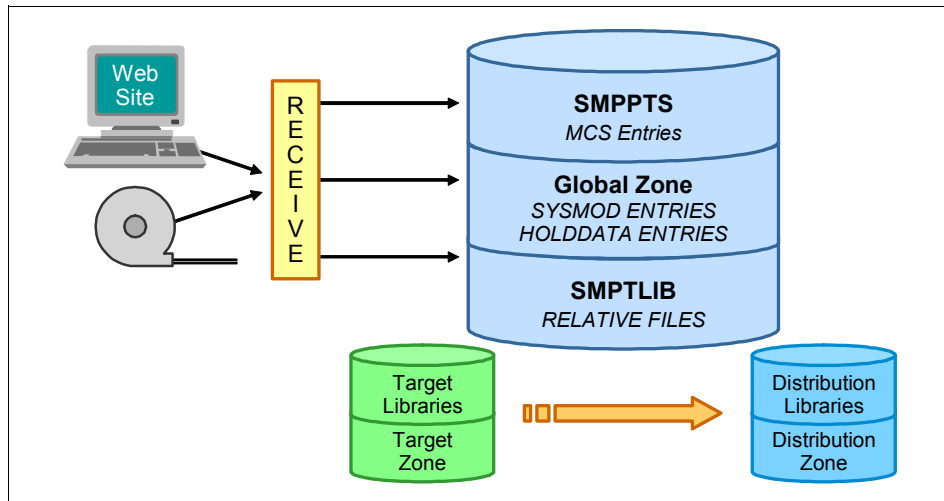 Web
Site
R
E
C
E
I
V
E
SMPPTS
MCS Entries
Global Zone
SYSMOD ENTRIES
HOLDDATA ENTRIES
SMPTLIB
RELATIVE FILES
Target
Libraries
Target
Zone
Distribution
Libraries
Distribution
Zone